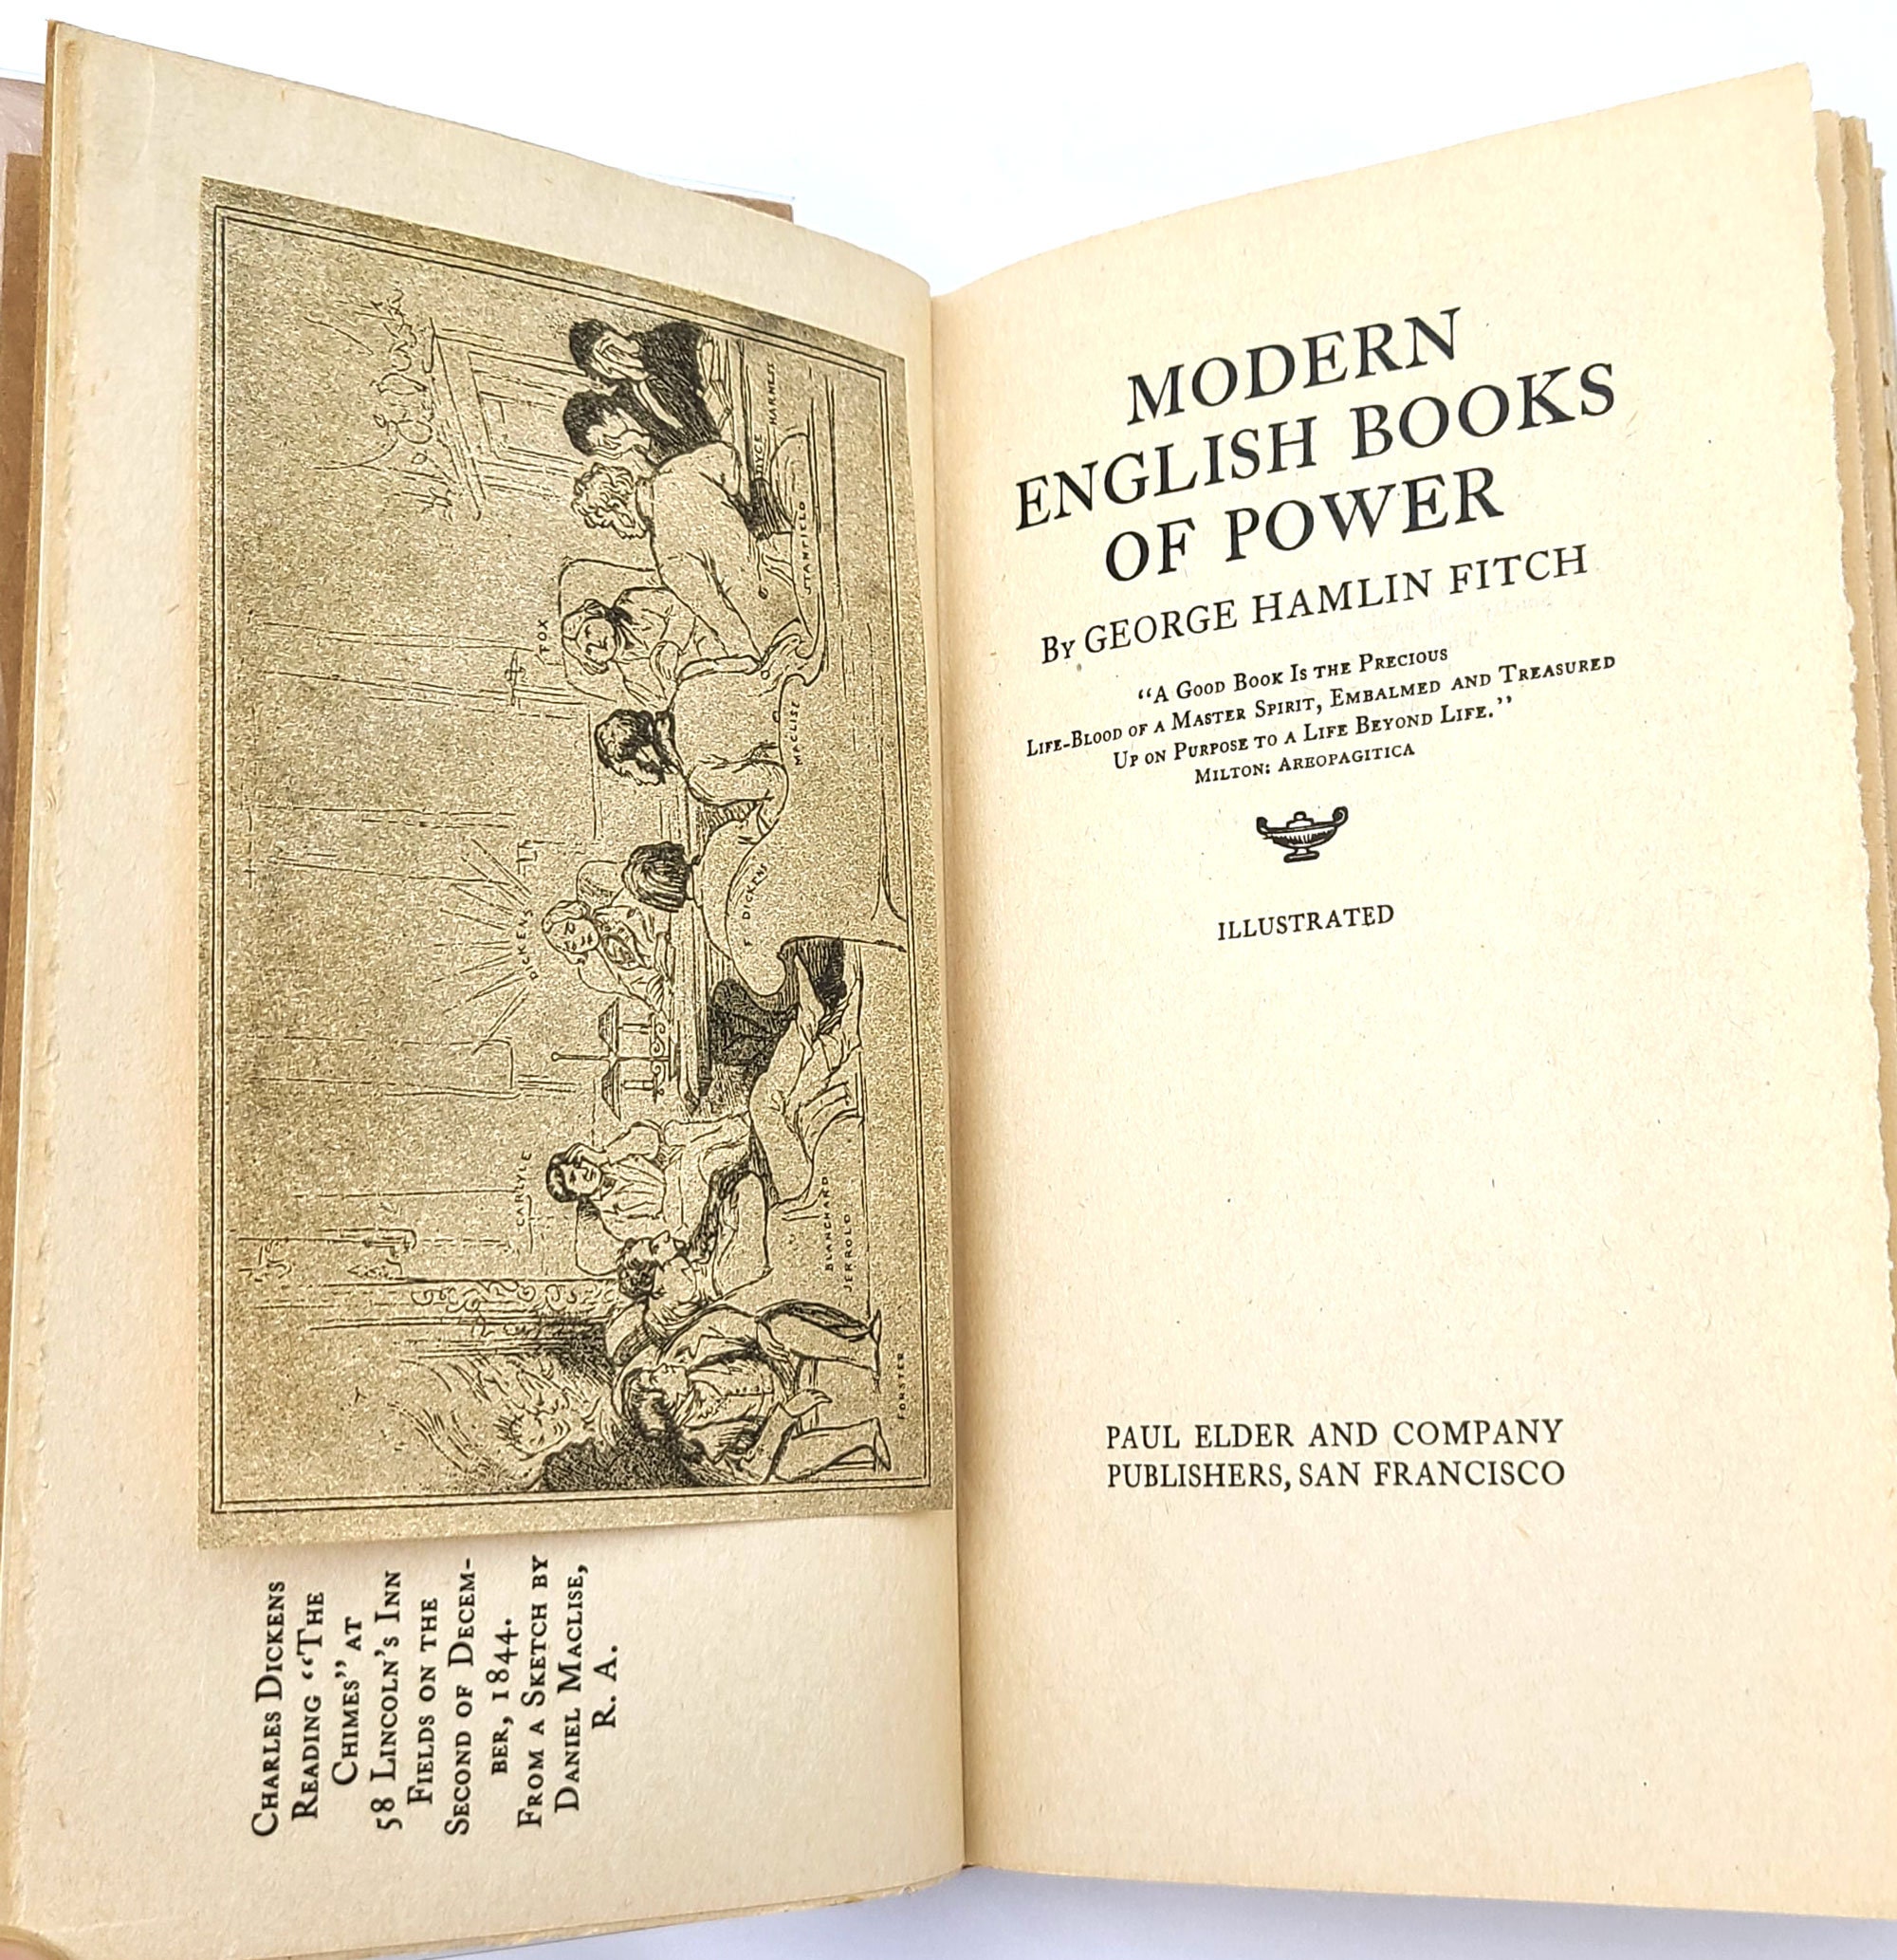 FORSTER
JERROLD
BLANCHARD
CARLYLE
DICKENS
F. DICKENS
MACLISE
FOX
STANFIELD
DYCE
HARNESS
CHARLES DICKENS
READING “THE
CHIMES” AT
58 LINCOLN’S INN
FIELDS ON THE
SECOND OF DECEM-
BER, 1844.
FROM A SKETCH BY
DANIEL MACLISE,
R. A.
MODERN
ENGLISH BOOKS
OF POWER
BY GEORGE HAMLIN FITCH
“A GOOD BOOK IS THE PRECIOUS
LIFE-BLOOD OF A MASTER SPIRIT, EMBALMED AND TREASURED
UP ON PURPOSE TO A LIFE BEYOND LIFE.”
MILTON: AREOPAGITICA
ILLUSTRATED
PAUL ELDER AND COMPANY
PUBLISHERS, SAN FRANCISCO